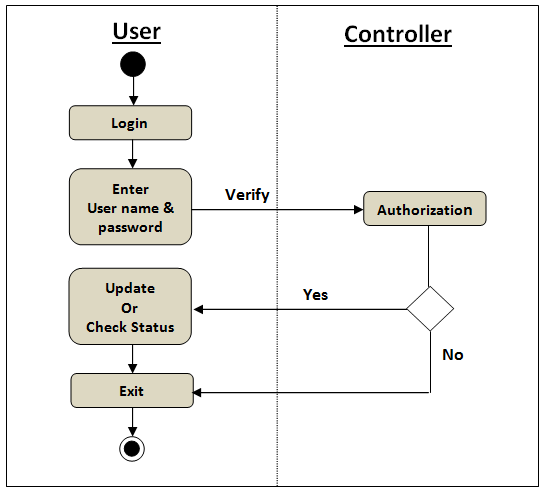 User
Controller
Login
Enter
User name &
password
Verify
Authorization
Update
Or
Check Status
Yes
No
Exit